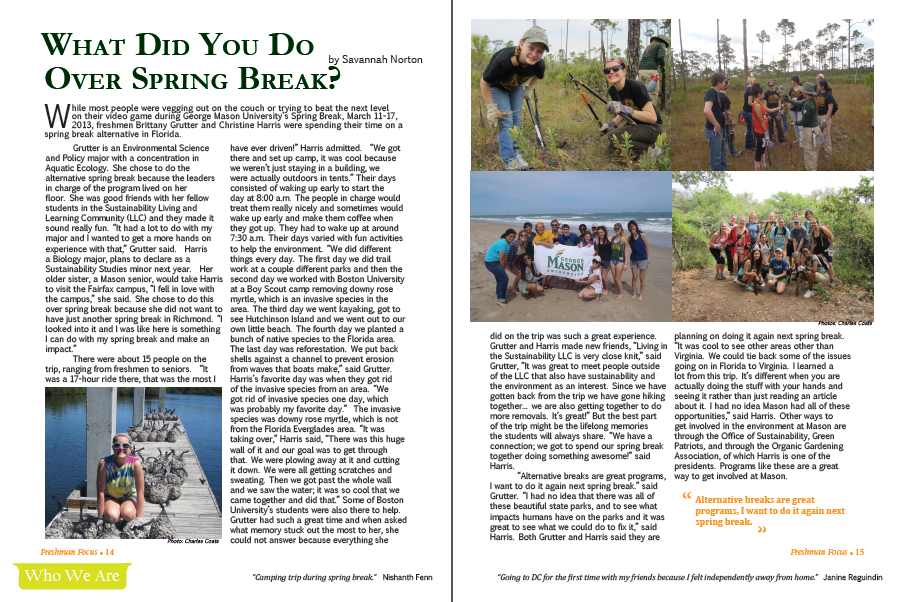 WHAT DID YOU DO
OVER SPRING BREAK?
by Savannah Norton
While most people were vegging out on the couch or trying to beat the next level
on their video game during George Mason University's Spring Break, March 11-17,
2013, freshmen Brittany Grutter and Christine Harris were spending their time on a
spring break alternative in Florida.
Grutter is an Environmental Science
and Policy major with a concentration in
Aquatic Ecology. She chose to do the
alternative spring break because the leaders
in charge of the program lived on her
floor. She was good friends with her fellow
students in the Sustainability Living and
Learning Community (LLC) and they made it
sound really fun. "It had a lot to do with my
major and I wanted to get a more hands on
experience with that," Grutter said. Harris
a Biology major, plans to declare as a
Sustainability Studies minor next year. Her
older sister, a Mason senior, would take Harris
to visit the Fairfax campus, "I fell in love with
the campus," she said. She chose to do this
over spring break because she did not want to
have just another spring break in Richmond. "I
looked into it and I was like here is something
I can do with my spring break and make an
impact."
There were about 15 people on the
trip, ranging from freshmen to seniors. "It
was a 17-hour ride there, that was the most I
Photo: Charles Coats
have ever driven!" Harris admitted. "We got
there and set up camp, it was cool because
we weren't just staying in a building, we
were actually outdoors in tents." Their days
consisted of waking up early to start the
day at 8:00 a.m. The people in charge would
treat them really nicely and sometimes would
wake up early and make them coffee when
they got up. They had to wake up at around
7:30 a.m. Their days varied with fun activities
to help the environment. "We did different
things every day. The first day we did trail
work at a couple different parks and then the
second day we worked with Boston University
at a Boy Scout camp removing downy rose
myrtle, which is an invasive species in the
area. The third day we went kayaking, got to
see Hutchinson Island and we went out to our
own little beach. The fourth day we planted a
bunch of native species to the Florida area.
The last day was reforestation. We put back
shells against a channel to prevent erosion
from waves that boats make," said Grutter.
Harris's favorite day was when they got rid
of the invasive species from an area. "We
got rid of invasive species one day, which
was probably my favorite day." The invasive
species was downy rose myrtle, which is not
from the Florida Everglades area. "It was
taking over," Harris said, "There was this huge
wall of it and our goal was to get through
that. We were plowing away at it and cutting
it down. We were all getting scratches and
sweating. Then we got past the whole wall
and we saw the water; it was so cool that we
came together and did that." Some of Boston
University's students were also there to help.
Grutter had such a great time and when asked
what memory stuck out the most to her, she
could not answer because everything she
Freshman Focus • 14
Who We Are
"Camping trip during spring break." Nishanth Fenn
GEORGE
MASON
UNIVERSITY
Photos: Charles Coats
did on the trip was such a great experience.
Grutter and Harris made new friends, "Living in
the Sustainability LLC is very close knit," said
Grutter, "It was great to meet people outside
of the LLC that also have sustainability and
the environment as an interest. Since we have
gotten back from the trip we have gone hiking
together... we are also getting together to do
more removals. It's great!" But the best part
of the trip might be the lifelong memories
the students will always share. "We have a
connection; we got to spend our spring break
together doing something awesome!" said
Harris.
"Alternative breaks are great programs,
I want to do it again next spring break." said
Grutter. "I had no idea that there was all of
these beautiful state parks, and to see what
impacts humans have on the parks and it was
great to see what we could do to fix it," said
Harris. Both Grutter and Harris said they are
planning on doing it again next spring break.
"It was cool to see other areas other than
Virginia. We could tie back some of the issues
going on in Florida to Virginia. I learned a
lot from this trip. It's different when you are
actually doing the stuff with your hands and
seeing it rather than just reading an article
about it. I had no idea Mason had all of these
opportunities," said Harris. Other ways to
get involved in the environment at Mason are
through the Office of Sustainability, Green
Patriots, and through the Organic Gardening
Association, of which Harris is one of the
presidents. Programs like these are a great
way to get involved at Mason.
"Alternative breaks are great
programs, I want to do it again next
spring break."
Freshman Focus • 15
"Going to DC for the first time with my friends because I felt independently away from home." Janine Reguindin